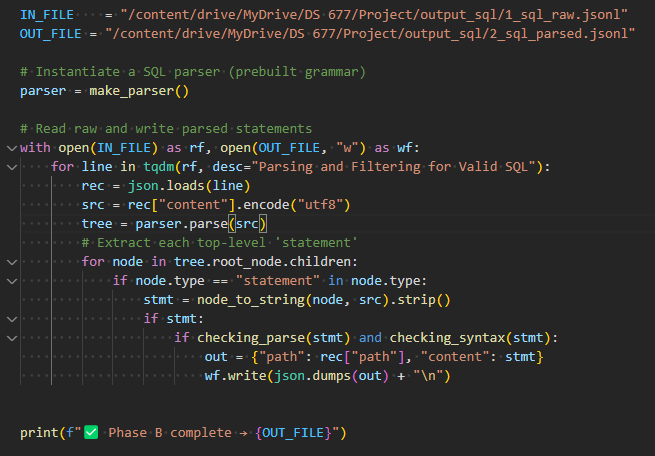 IN_FILE    = "/content/drive/MyDrive/DS 677/Project/output_sql/1_sql_raw.jsonl"
OUT_FILE = "/content/drive/MyDrive/DS 677/Project/output_sql/2_sql_parsed.jsonl"
# Instantiate a SQL parser (prebuilt grammar)
parser = make_parser()
# Read raw and write parsed statements
with open(IN_FILE) as rf, open(OUT_FILE, "w") as wf:
    for line in tqdm(rf, desc="Parsing and Filtering for Valid SQL"):
        rec = json.loads(line)
        src = rec["content"].encode("utf8")
        tree = parser.parse(src)
        # Extract each top-level 'statement'
        for node in tree.root_node.children:
            if node.type == "statement" in node.type:
                stmt = node_to_string(node, src).strip()
                if stmt:
                    if checking_parse(stmt) and checking_syntax(stmt):
                        out = {"path": rec["path"], "content": stmt}
                        wf.write(json.dumps(out) + "\n")
print(f"✅ Phase B complete → {OUT_FILE}")